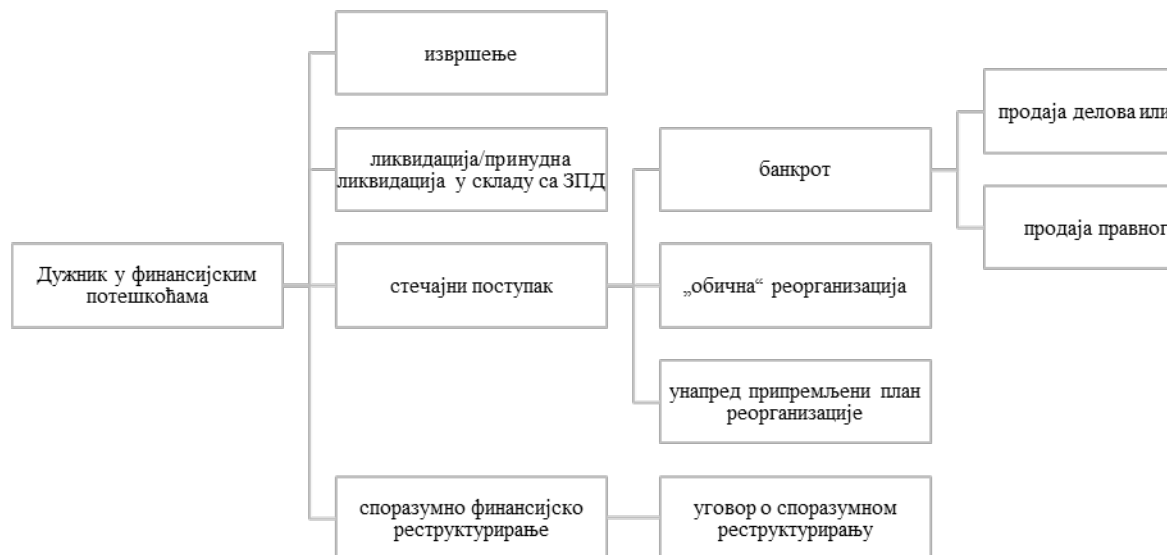 извршење
ликвидација/принудна
ликвидација у складу са ЗПД
Дужник у финансијским
потешкоћама
стечајни поступак
банкрот
продаја делова или
продаја правног
„обична“ реорганизација
унапред припремљени план
реорганизације
споразумно финансијско
реструктурирање
уговор о споразумном
реструктурирању